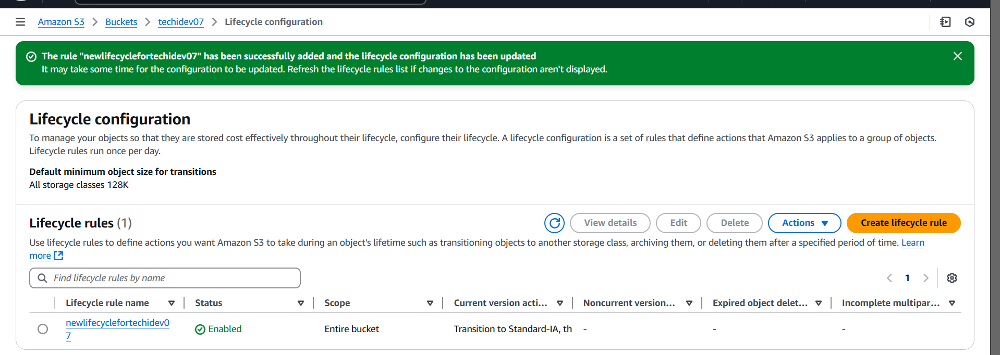 Amazon S3 Buckets techidev07 Lifecycle configuration
The rule "newlifecyclefortechidev07" has been successfully added and the lifecycle configuration has been updated
It may take some time for the configuration to be updated. Refresh the lifecycle rules list if changes to the configuration aren't displayed.
Lifecycle configuration
To manage your objects so that they are stored cost effectively throughout their lifecycle, configure their lifecycle. A lifecycle configuration is a set of rules that define actions that Amazon S3 applies to a group of objects.
Lifecycle rules run once per day.
Default minimum object size for transitions
All storage classes 128K
Lifecycle rules (1) View details Edit Delete Actions Create lifecycle rule
Use lifecycle rules to define actions you want Amazon S3 to take during an object's lifetime such as transitioning objects to another storage class, archiving them, or deleting them after a specified period of time. Learn
more
Find lifecycle rules by name 1
Lifecycle rule name Status Scope Current version acti... Noncurrent version... Expired object delet... Incomplete multipar...
newlifecyclefortechidev0
7
Enabled Entire bucket Transition to Standard-IA, th - - -